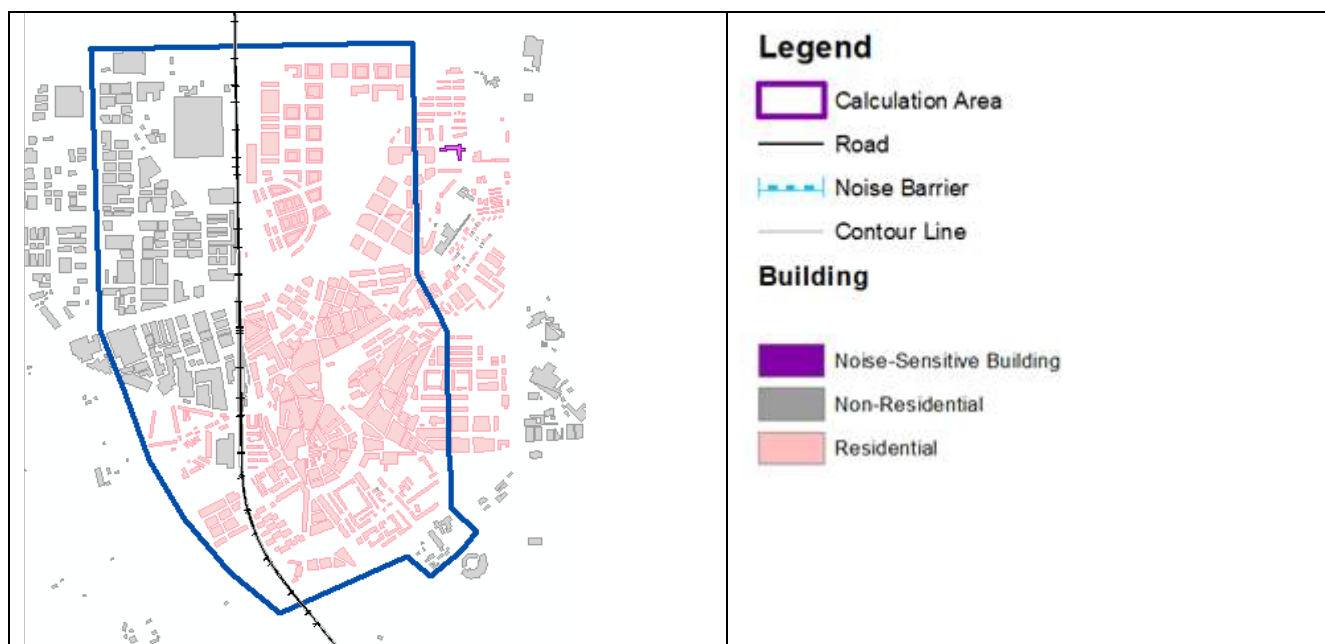 Legend
Calculation Area
Road
Noise Barrier
Contour Line
Building
Noise-Sensitive Building
Non-Residential
Residential